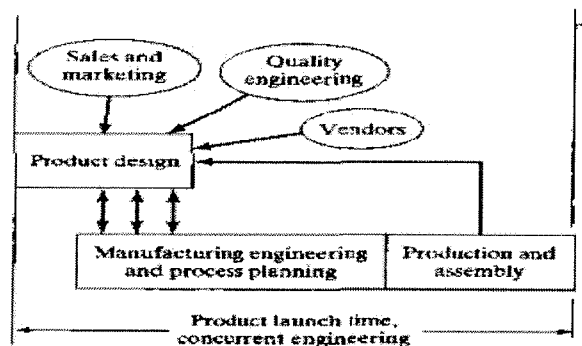 Sales and
marketing
Quality
engineering
Vendors
Product design
Manufacturing engineering
and process planning
Production and
assembly
Product launch time,
concurrent engineering